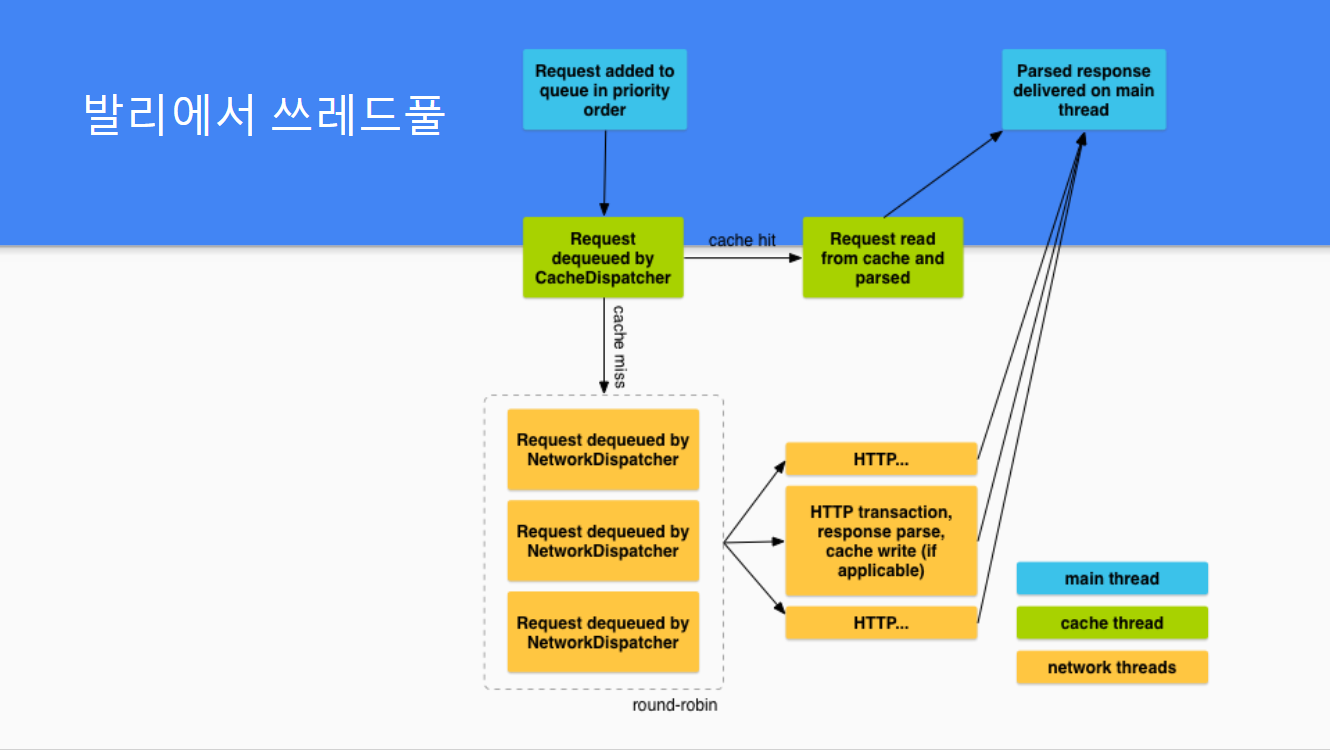 발리에서 쓰레드풀
Request added to
queue in priority
order
Parsed response
delivered on main
thread
Request
dequeued by
CacheDispatcher
cache hit
Request read
from cache and
parsed
cache miss
Request dequeued by
NetworkDispatcher
Request dequeued by
NetworkDispatcher
Request dequeued by
NetworkDispatcher
round-robin
HTTP...
HTTP transaction,
response parse,
cache write (if
applicable)
HTTP...
main thread
cache thread
network threads